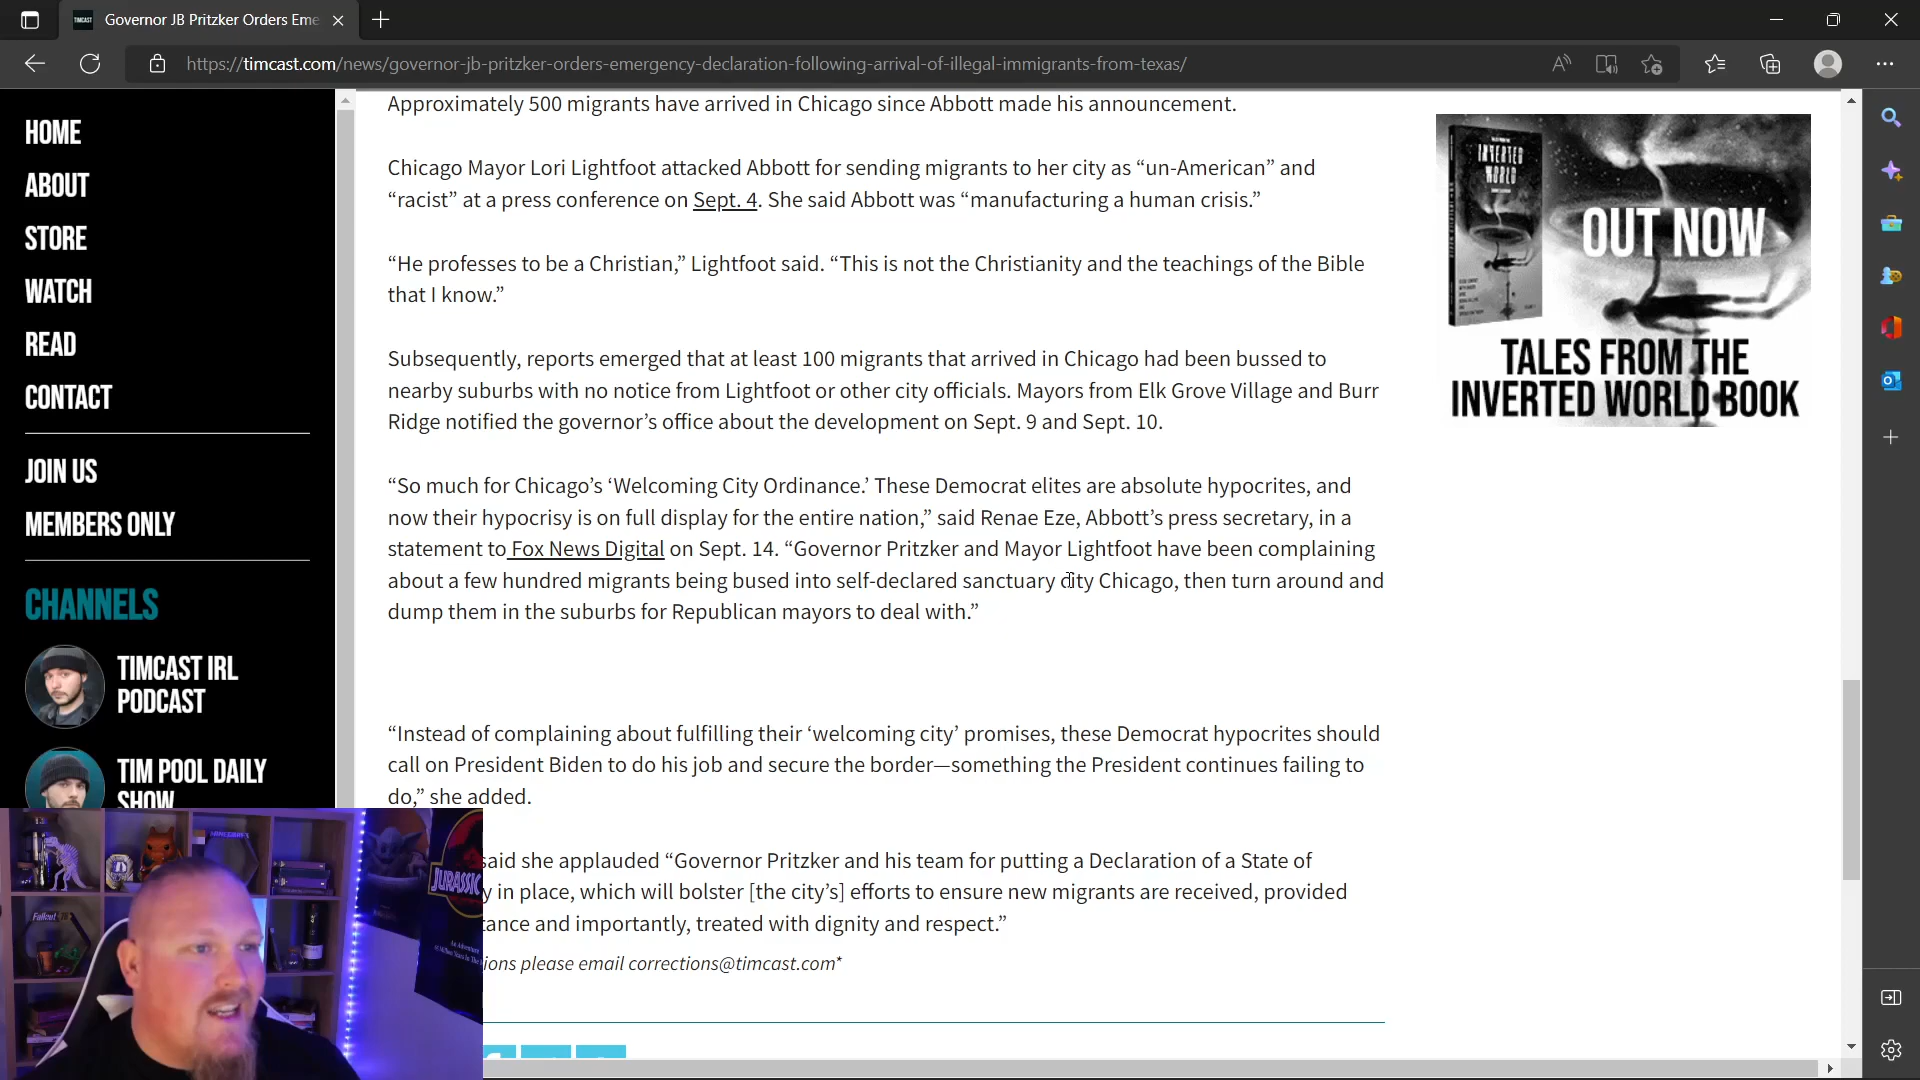 Governor JB Pritzker Orders Eme
https://timcast.com/news/governor-jb-pritzker-orders-emergency-declaration-following-arrival-of-illegal-immigrants-from-texas/
HOME
ABOUT
STORE
WATCH
READ
CONTACT
JOIN US
MEMBERS ONLY
CHANNELS
TIMCAST IRL
PODCAST
TIM POOL DAILY
SHOW
Approximately 500 migrants have arrived in Chicago since Abbott made his announcement.
Chicago Mayor Lori Lightfoot attacked Abbott for sending migrants to her city as “un-American” and
“racist” at a press conference on Sept. 4. She said Abbott was “manufacturing a human crisis.”
“He professes to be a Christian,” Lightfoot said. “This is not the Christianity and the teachings of the Bible
that I know.”
Subsequently, reports emerged that at least 100 migrants that arrived in Chicago had been bussed to
nearby suburbs with no notice from Lightfoot or other city officials. Mayors from Elk Grove Village and Burr
Ridge notified the governor’s office about the development on Sept. 9 and Sept. 10.
“So much for Chicago’s ‘Welcoming City Ordinance.’ These Democrat elites are absolute hypocrites, and
now their hypocrisy is on full display for the entire nation,” said Renae Eze, Abbott’s press secretary, in a
statement to Fox News Digital on Sept. 14. “Governor Pritzker and Mayor Lightfoot have been complaining
about a few hundred migrants being bused into self-declared sanctuary city Chicago, then turn around and
dump them in the suburbs for Republican mayors to deal with.”
“Instead of complaining about fulfilling their ‘welcoming city’ promises, these Democrat hypocrites should
call on President Biden to do his job and secure the border—something the President continues failing to
do,” she added.
said she applauded “Governor Pritzker and his team for putting a Declaration of a State of
y in place, which will bolster [the city’s] efforts to ensure new migrants are received, provided
tance and importantly, treated with dignity and respect.”
ions please email corrections@timcast.com*
INVERTED
WORLD
OUT NOW
TALES FROM THE
INVERTED WORLD BOOK
JURASSIC
Fallout